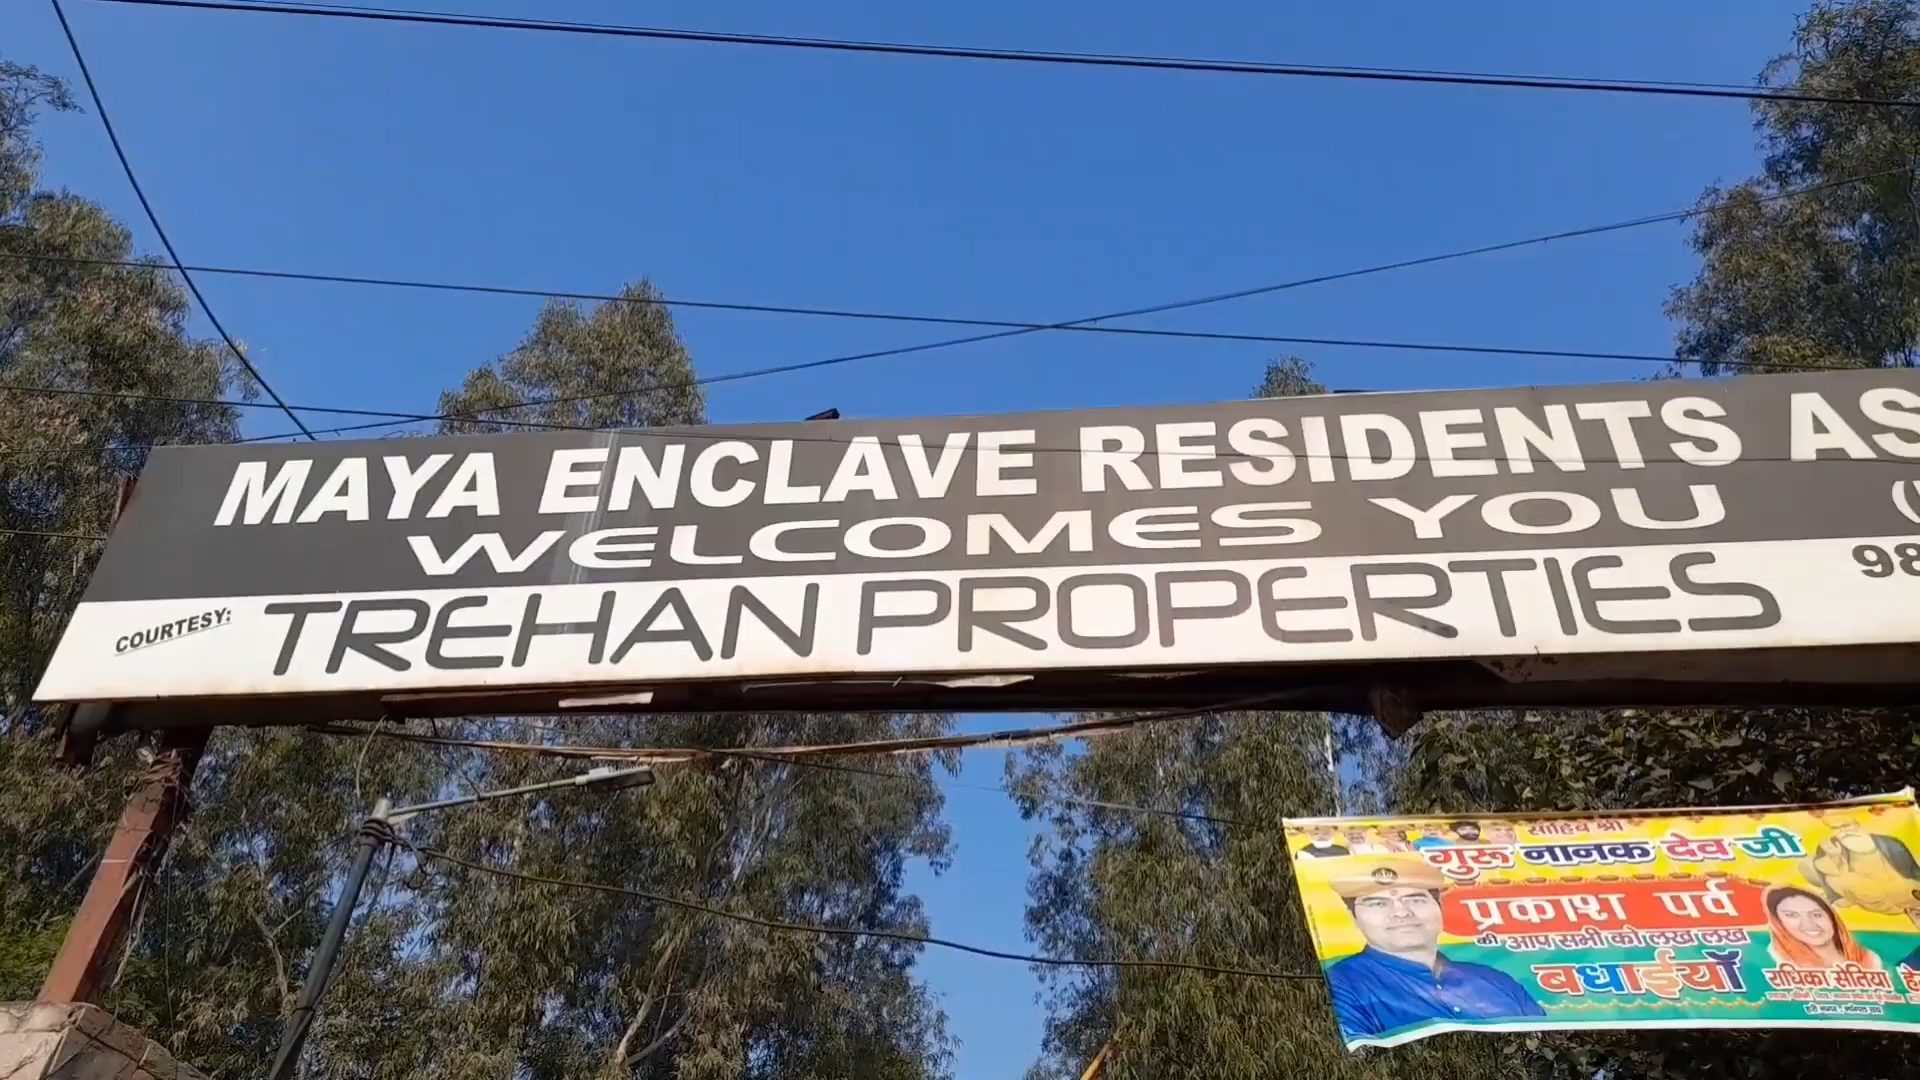 MAYA ENCLAVE RESIDENTS AS
WELCOMES YOU
COURTESY: TREHAN PROPERTIES
98
साहिब श्री
गुरू नानक देव जी
प्रकाश पर्व
की आप सभी को लख लख
बधाईयाँ
राधिका सेतिया